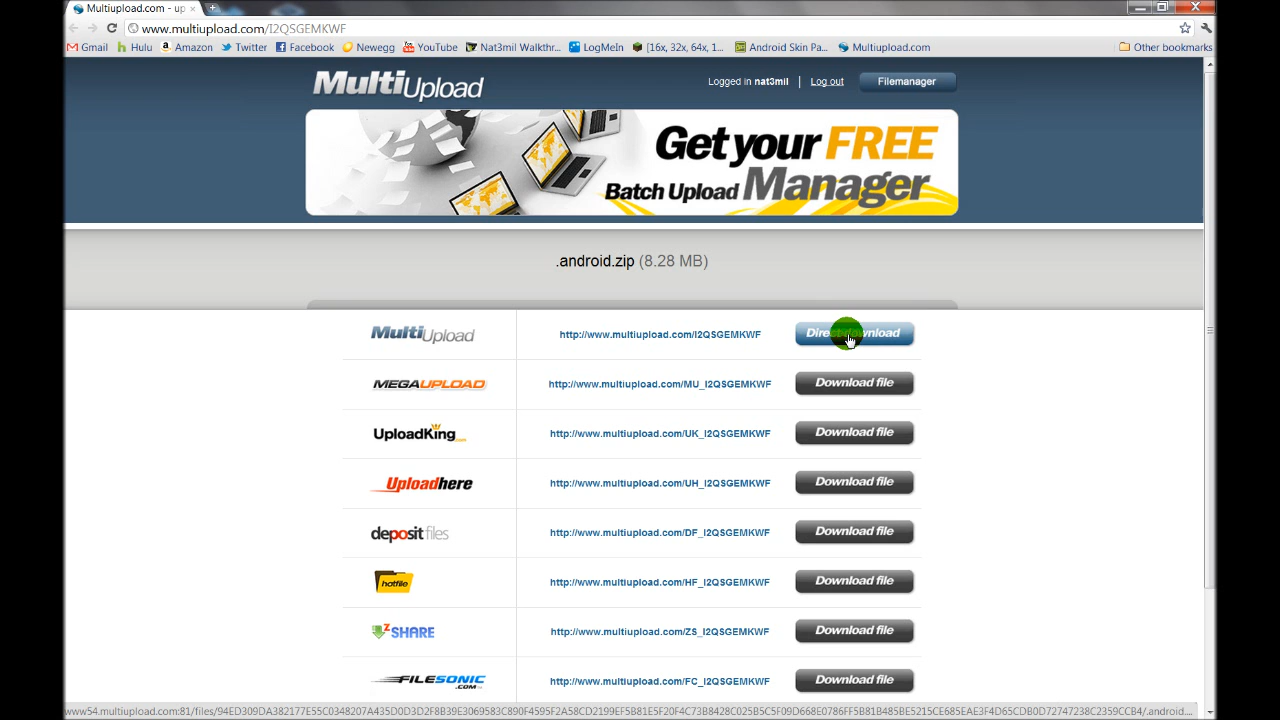 Multiupload.com - up
www.multiupload.com/I2QSGEMKWF
Gmail Hulu Amazon Twitter Facebook Newegg YouTube Nat3mil Walkthr... LogMeIn [16x, 32x, 64x, 1... Android Skin Pa... Multiupload.com Other bookmarks
MultiUpload
Logged in nat3mil | Log out Filemanager
Get your FREE
Batch Upload Manager
.android.zip (8.28 MB)
MultiUpload http://www.multiupload.com/I2QSGEMKWF Direct download
MEGAUPLOAD http://www.multiupload.com/MU_I2QSGEMKWF Download file
UploadKing.com http://www.multiupload.com/UK_I2QSGEMKWF Download file
Uploadhere http://www.multiupload.com/UH_I2QSGEMKWF Download file
depositfiles http://www.multiupload.com/DF_I2QSGEMKWF Download file
hotfile http://www.multiupload.com/HF_I2QSGEMKWF Download file
ZSHARE http://www.multiupload.com/ZS_I2QSGEMKWF Download file
FILESONIC.COM http://www.multiupload.com/FC_I2QSGEMKWF Download file